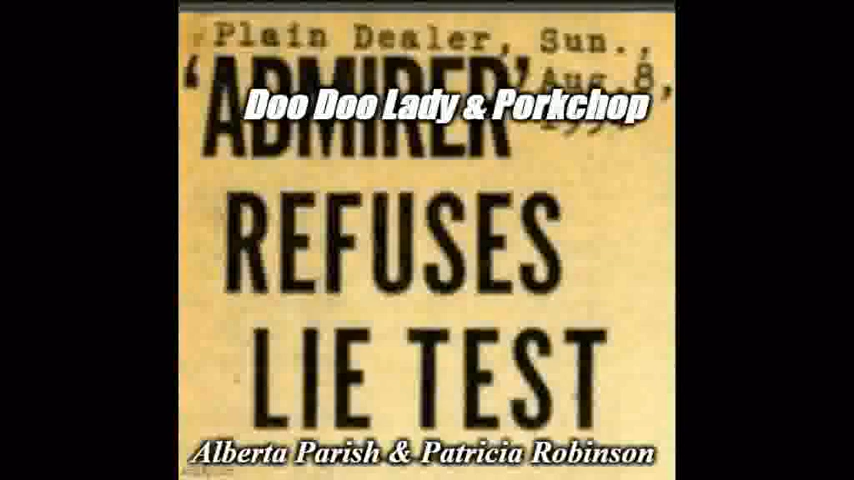 Plain Dealer, Sun.,
Aug.8,
'ADMIRER'
Doo Doo Lady & Porkchop
REFUSES
LIE TEST
Alberta Parish & Patricia Robinson